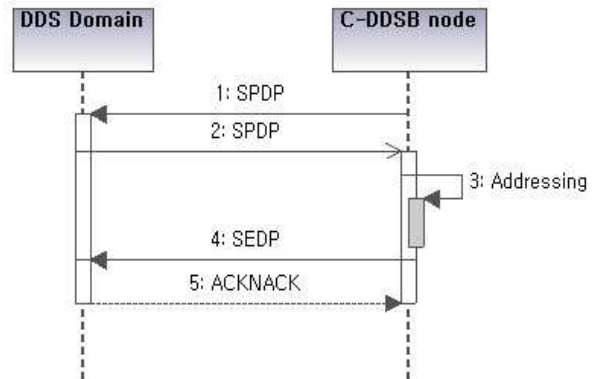 DDS Domain
C-DDSB node
1: SPDP
2: SPDP
3: Addressing
4: SEDP
5: ACKNACK